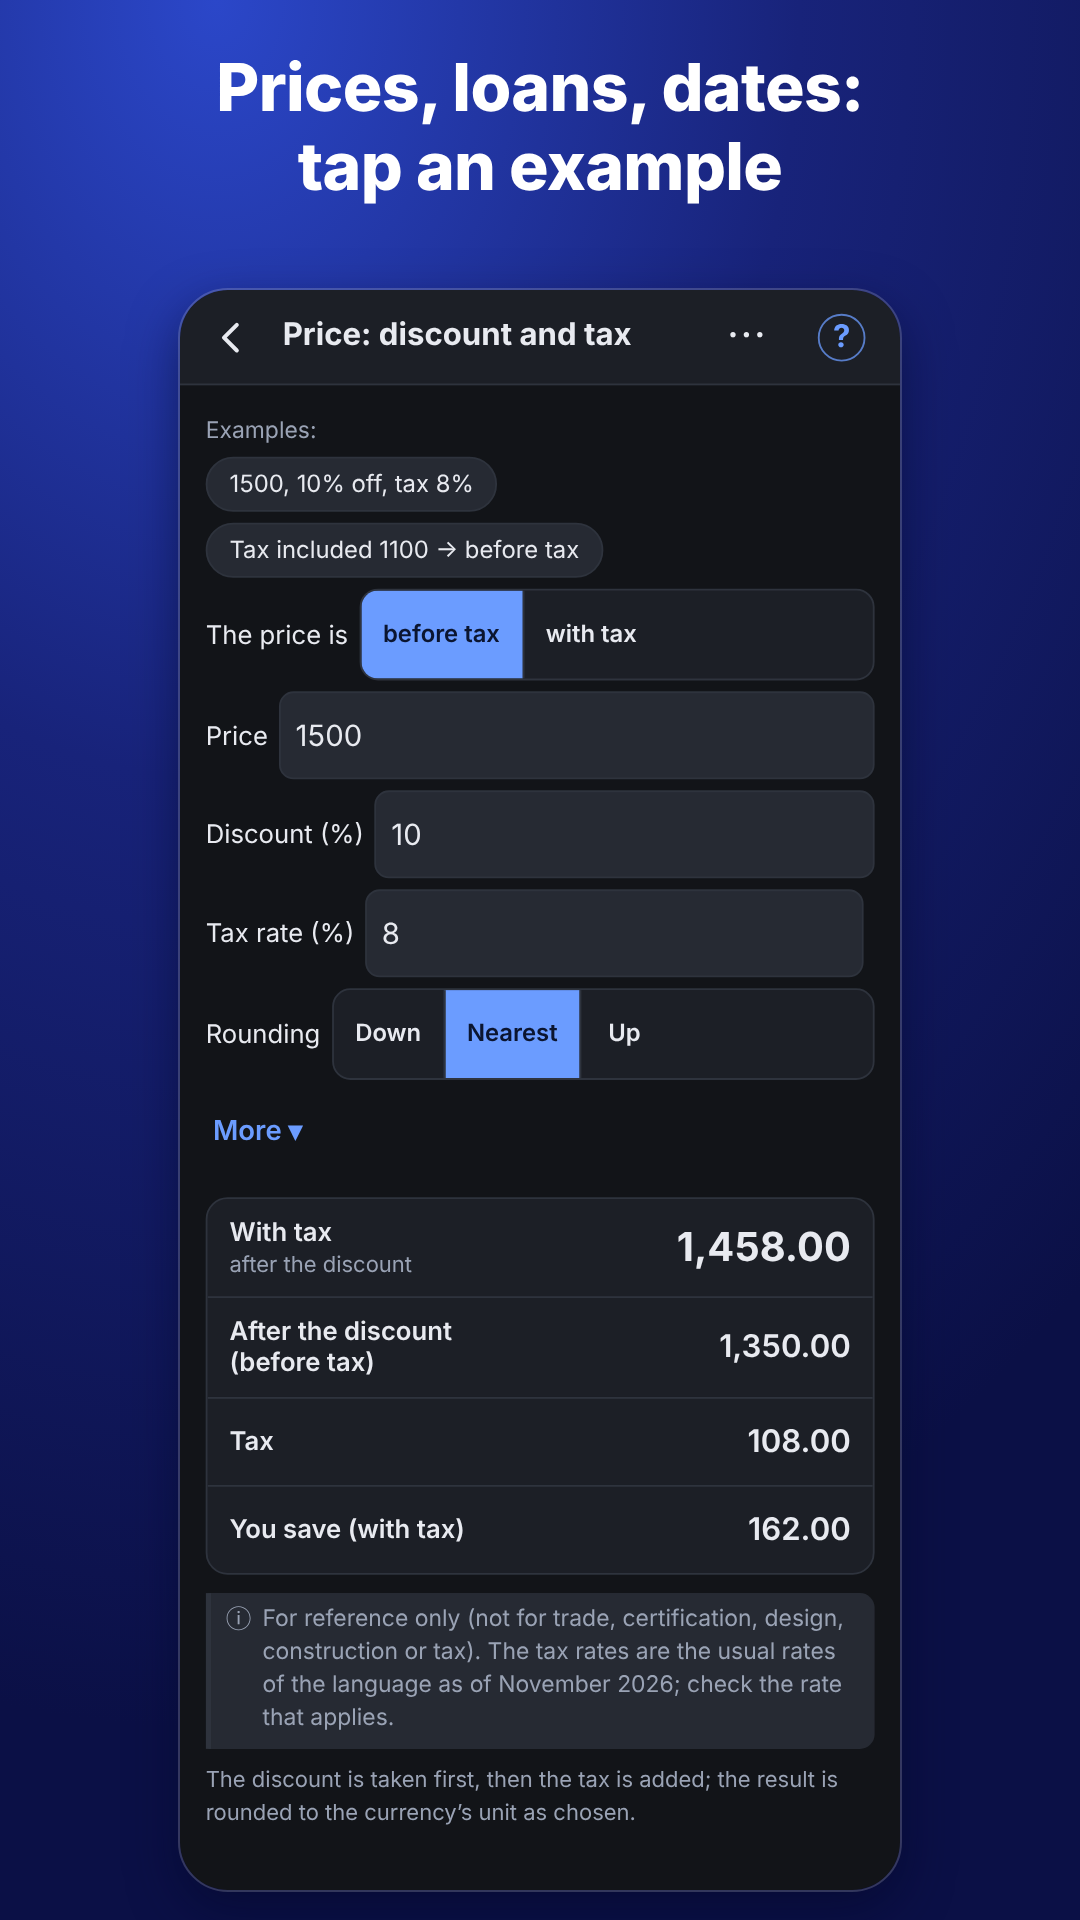 Prices, loans, dates:
tap an example
Price: discount and tax
?
Examples:
1500, 10% off, tax 8%
Tax included 1100 → before tax
The price is before tax with tax
Price 1500
Discount (%) 10
Tax rate (%) 8
Rounding Down Nearest Up
More ▾
With tax
after the discount
1,458.00
After the discount
(before tax)
1,350.00
Tax 108.00
You save (with tax) 162.00
ⓘ For reference only (not for trade, certification, design,
construction or tax). The tax rates are the usual rates
of the language as of November 2026; check the rate
that applies.
The discount is taken first, then the tax is added; the result is
rounded to the currency’s unit as chosen.